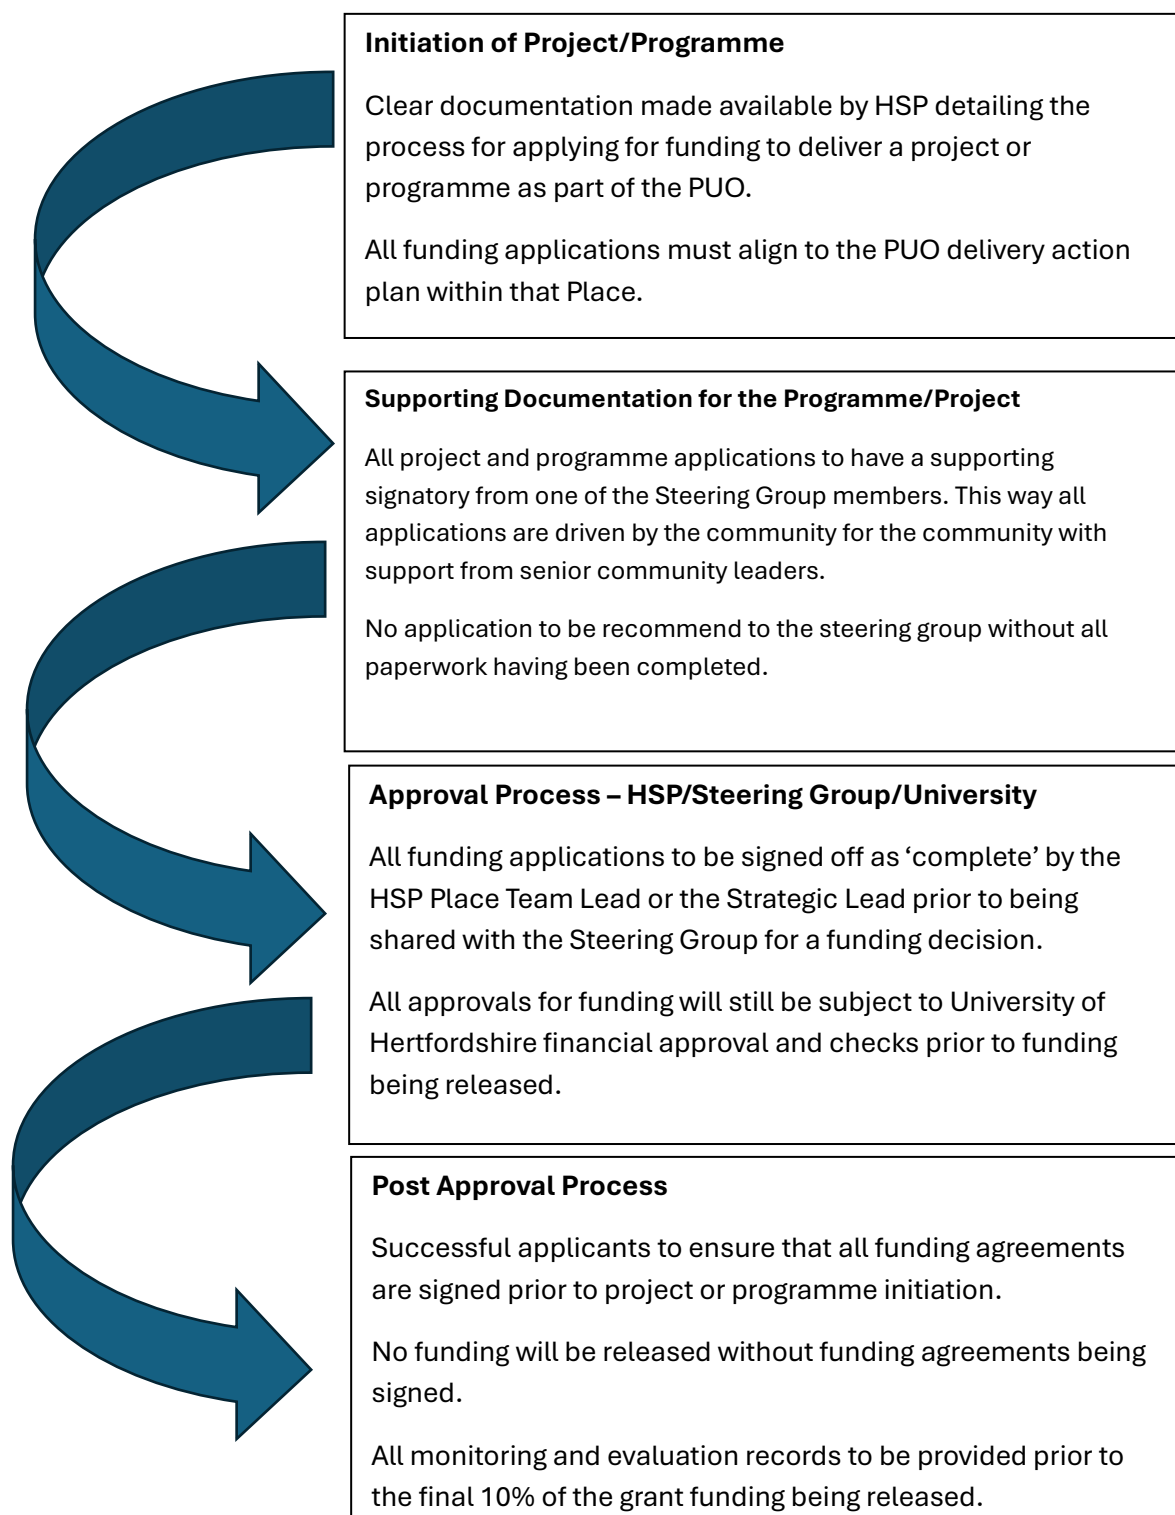 Initiation of Project/Programme
Clear documentation made available by HSP detailing the
process for applying for funding to deliver a project or
programme as part of the PUO.
All funding applications must align to the PUO delivery action
plan within that Place.
Supporting Documentation for the Programme/Project
All project and programme applications to have a supporting
signatory from one of the Steering Group members. This way all
applications are driven by the community for the community with
support from senior community leaders.
No application to be recommend to the steering group without all
paperwork having been completed.
Approval Process – HSP/Steering Group/University
All funding applications to be signed off as ‘complete’ by the
HSP Place Team Lead or the Strategic Lead prior to being
shared with the Steering Group for a funding decision.
All approvals for funding will still be subject to University of
Hertfordshire financial approval and checks prior to funding
being released.
Post Approval Process
Successful applicants to ensure that all funding agreements
are signed prior to project or programme initiation.
No funding will be released without funding agreements being
signed.
All monitoring and evaluation records to be provided prior to
the final 10% of the grant funding being released.